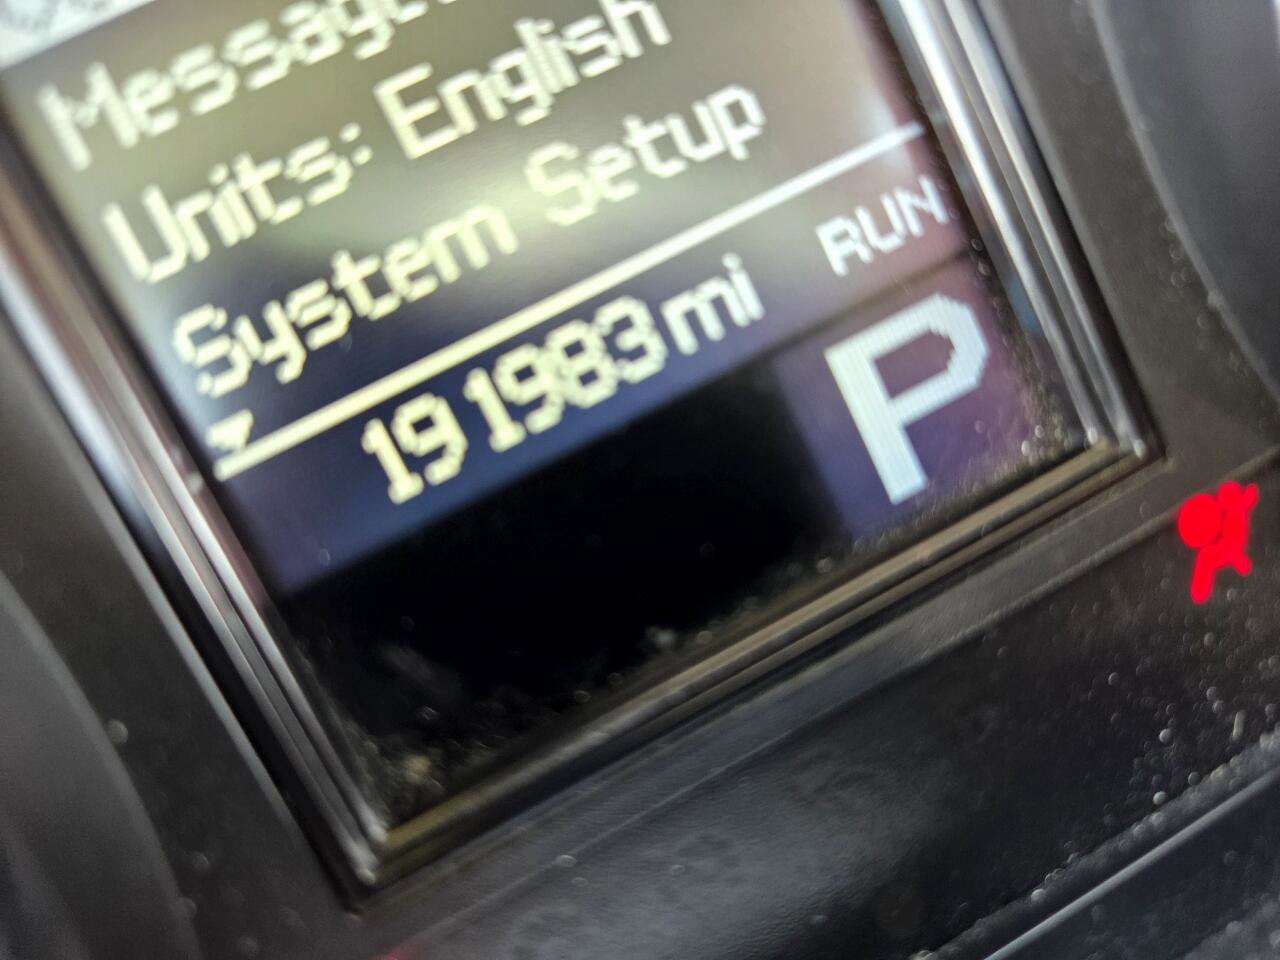 Units: English
System Setup
RUN
191983 mi
P